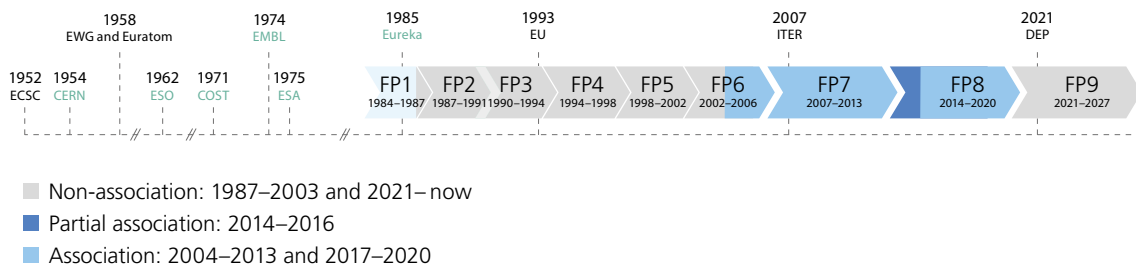 1958
EWG and Euratom
1974
EMBL
1985
Eureka
1993
EU
2007
ITER
2021
DEP
1952
ECSC
1954
CERN
1962
ESO
1971
COST
1975
ESA
FP1
1984–1987
FP2
1987–1991
FP3
1990–1994
FP4
1994–1998
FP5
1998–2002
FP6
2002–2006
FP7
2007–2013
FP8
2014–2020
FP9
2021–2027
Non-association: 1987–2003 and 2021–now
Partial association: 2014–2016
Association: 2004–2013 and 2017–2020